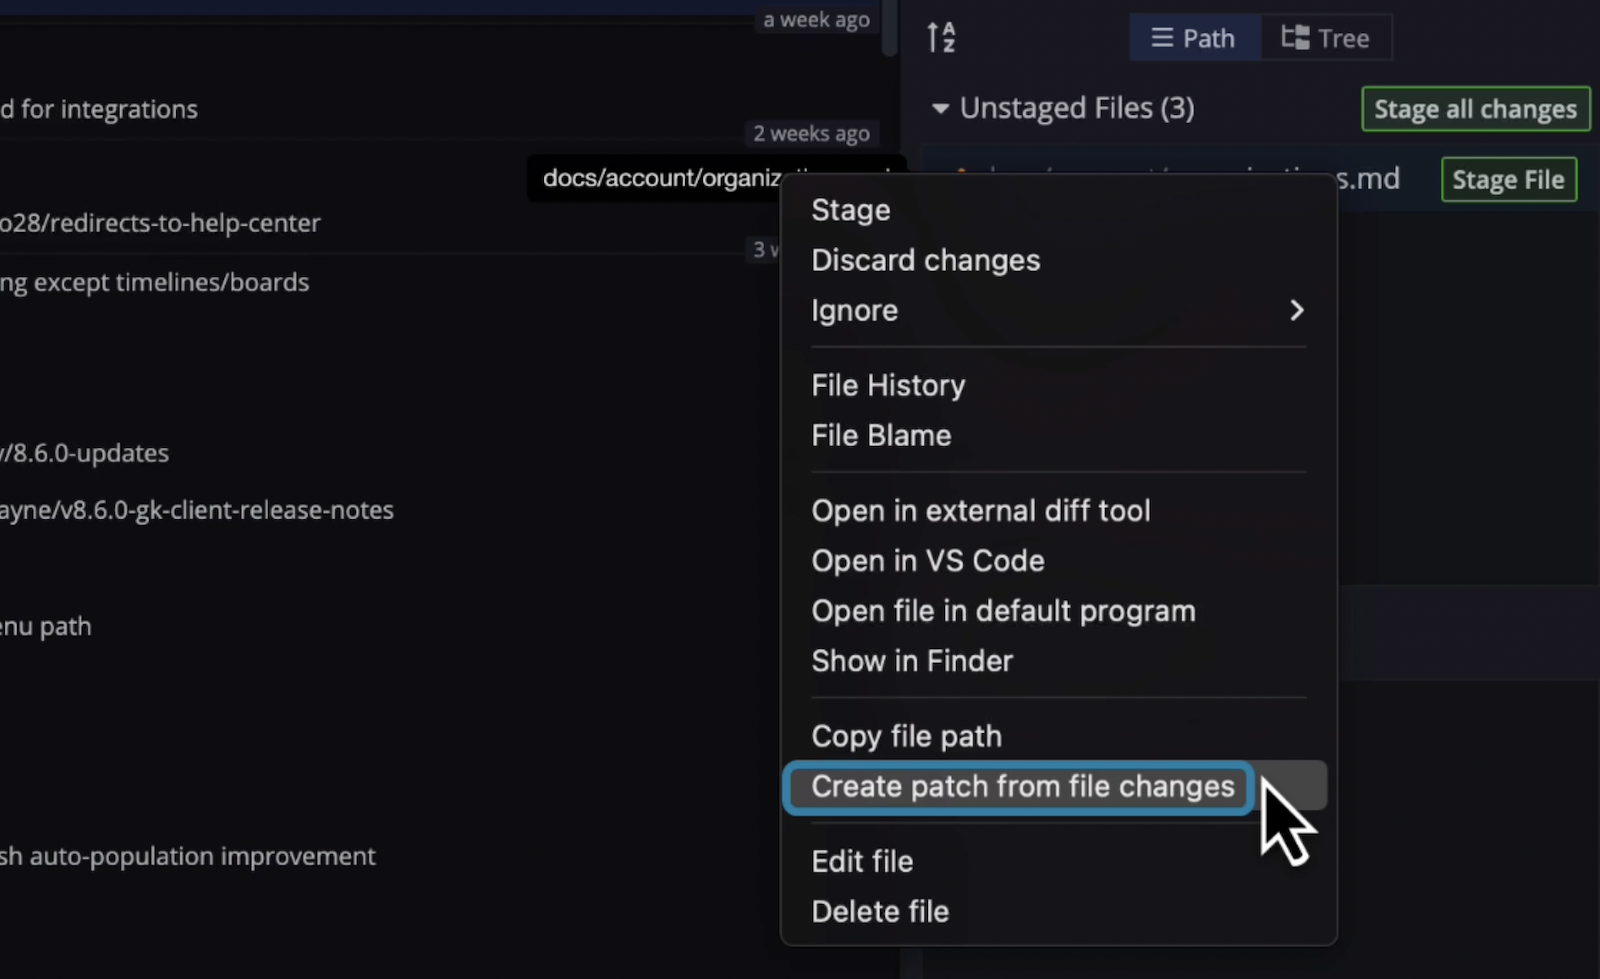 a week ago
d for integrations
2 weeks ago
o28/redirects-to-help-center
3 w
ng except timelines/boards
/8.6.0-updates
ayne/v8.6.0-gk-client-release-notes
enu path
sh auto-population improvement
A
Z
Path
Tree
Unstaged Files (3)
Stage all changes
docs/account/organiz
s.md
Stage File
Stage
Discard changes
Ignore
File History
File Blame
Open in external diff tool
Open in VS Code
Open file in default program
Show in Finder
Copy file path
Create patch from file changes
Edit file
Delete file